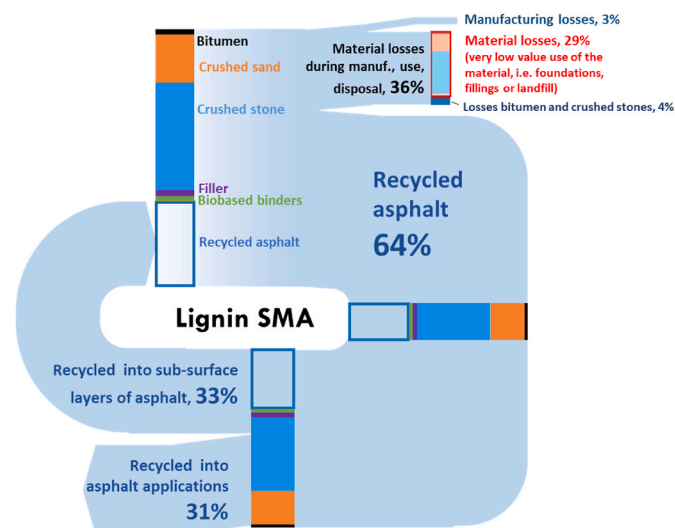 Manufacturing losses, 3%
Bitumen
Crushed sand
Crushed stone
Material losses
during manuf., use,
disposal, 36%
Material losses, 29%
(very low value use of the
material, i.e. foundations,
fillings or landfill)
Losses bitumen and crushed stones, 4%
Filler
Biobased binders
Recycled asphalt
Recycled
asphalt
64%
Lignin SMA
Recycled into sub-surface
layers of asphalt, 33%
Recycled into
asphalt applications
31%